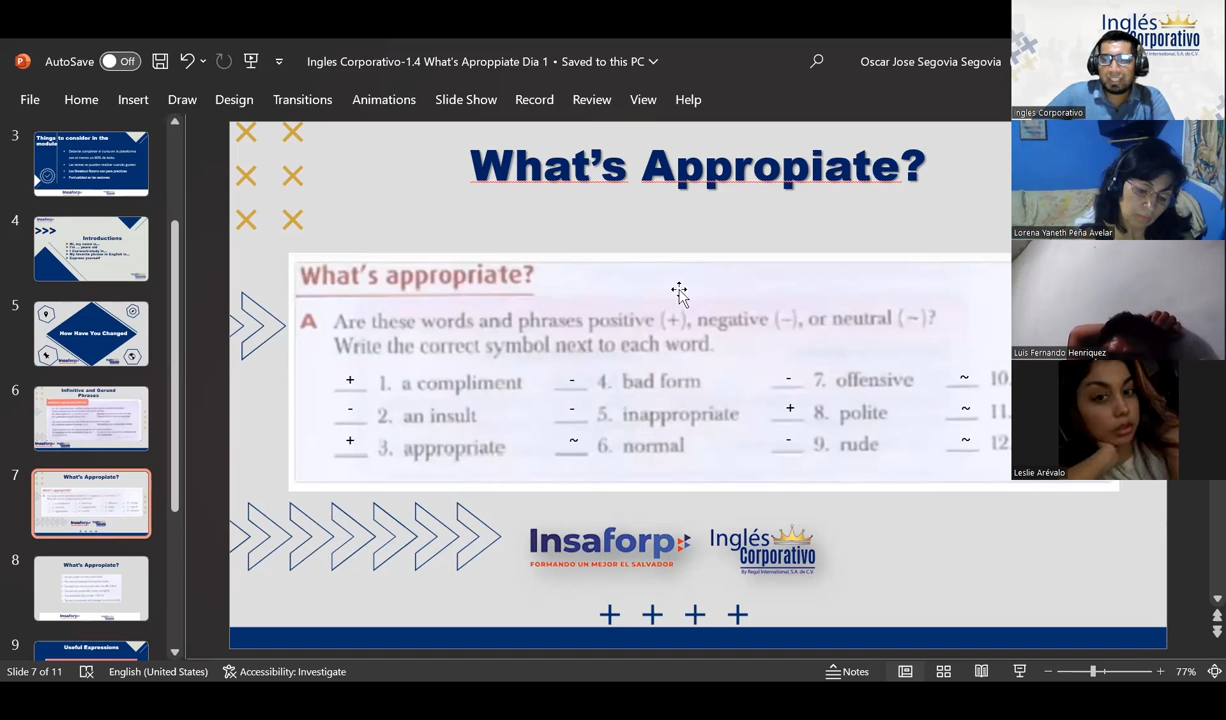 AutoSave Off Ingles Corporativo-1.4 What's Aproppiate Dia 1 • Saved to this PC Oscar Jose Segovia Segovia
File Home Insert Draw Design Transitions Animations Slide Show Record Review View Help
3
Things to consider in the module
4
Introductions
5
How Have You Changed
6
Infinitive and Gerund Phrases
7
What's Appropiate?
8
What's Appropiate?
9
Useful Expressions
What's Appropiate?
What's appropriate?
A Are these words and phrases positive (+), negative (–), or neutral (~)?
Write the correct symbol next to each word.
+ 1. a compliment - 4. bad form - 7. offensive ~ 10.
- 2. an insult - 5. inappropriate + 8. polite ~ 11.
+ 3. appropriate ~ 6. normal - 9. rude ~ 12.
Insaforp
FORMANDO UN MEJOR EL SALVADOR
Inglés Corporativo
By Regal International, S.A. de C.V.
Inglés Corporativo
Ingles Corporativo
Lorena Yaneth Peña Avelar
Luis Fernando Henriquez
Leslie Arévalo
Slide 7 of 11 English (United States) Accessibility: Investigate Notes 77%